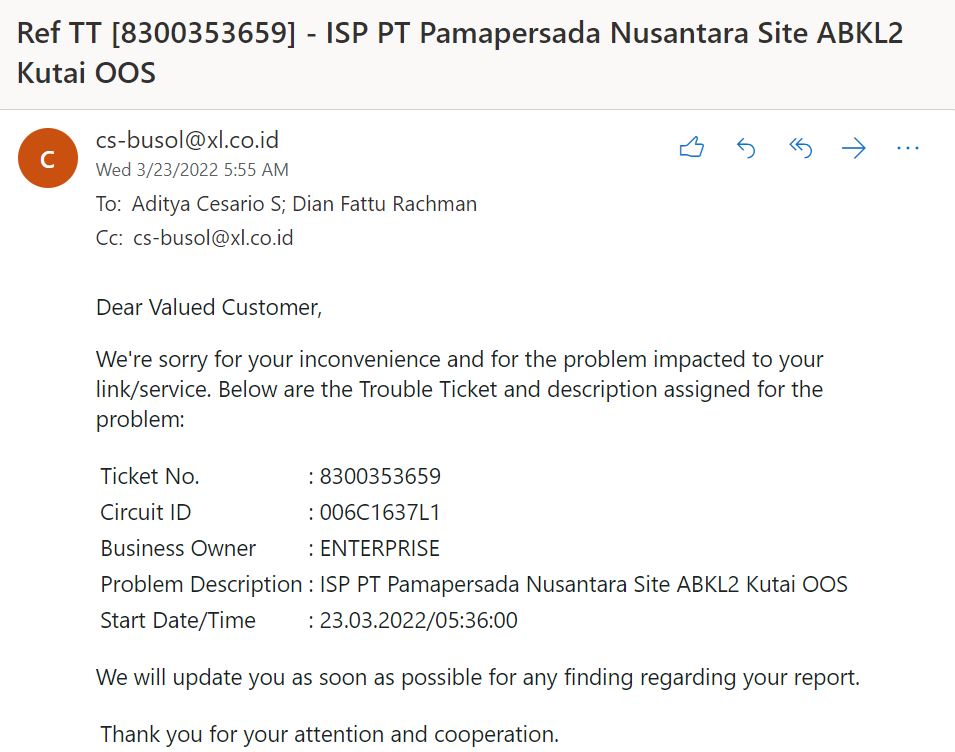 Ref TT [8300353659] - ISP PT Pamapersada Nusantara Site ABKL2
Kutai OOS
C
cs-busol@xl.co.id
Wed 3/23/2022 5:55 AM
To: Aditya Cesario S; Dian Fattu Rachman
Cc: cs-busol@xl.co.id
Dear Valued Customer,
We're sorry for your inconvenience and for the problem impacted to your
link/service. Below are the Trouble Ticket and description assigned for the
problem:
Ticket No. : 8300353659
Circuit ID : 006C1637L1
Business Owner : ENTERPRISE
Problem Description : ISP PT Pamapersada Nusantara Site ABKL2 Kutai OOS
Start Date/Time : 23.03.2022/05:36:00
We will update you as soon as possible for any finding regarding your report.
Thank you for your attention and cooperation.